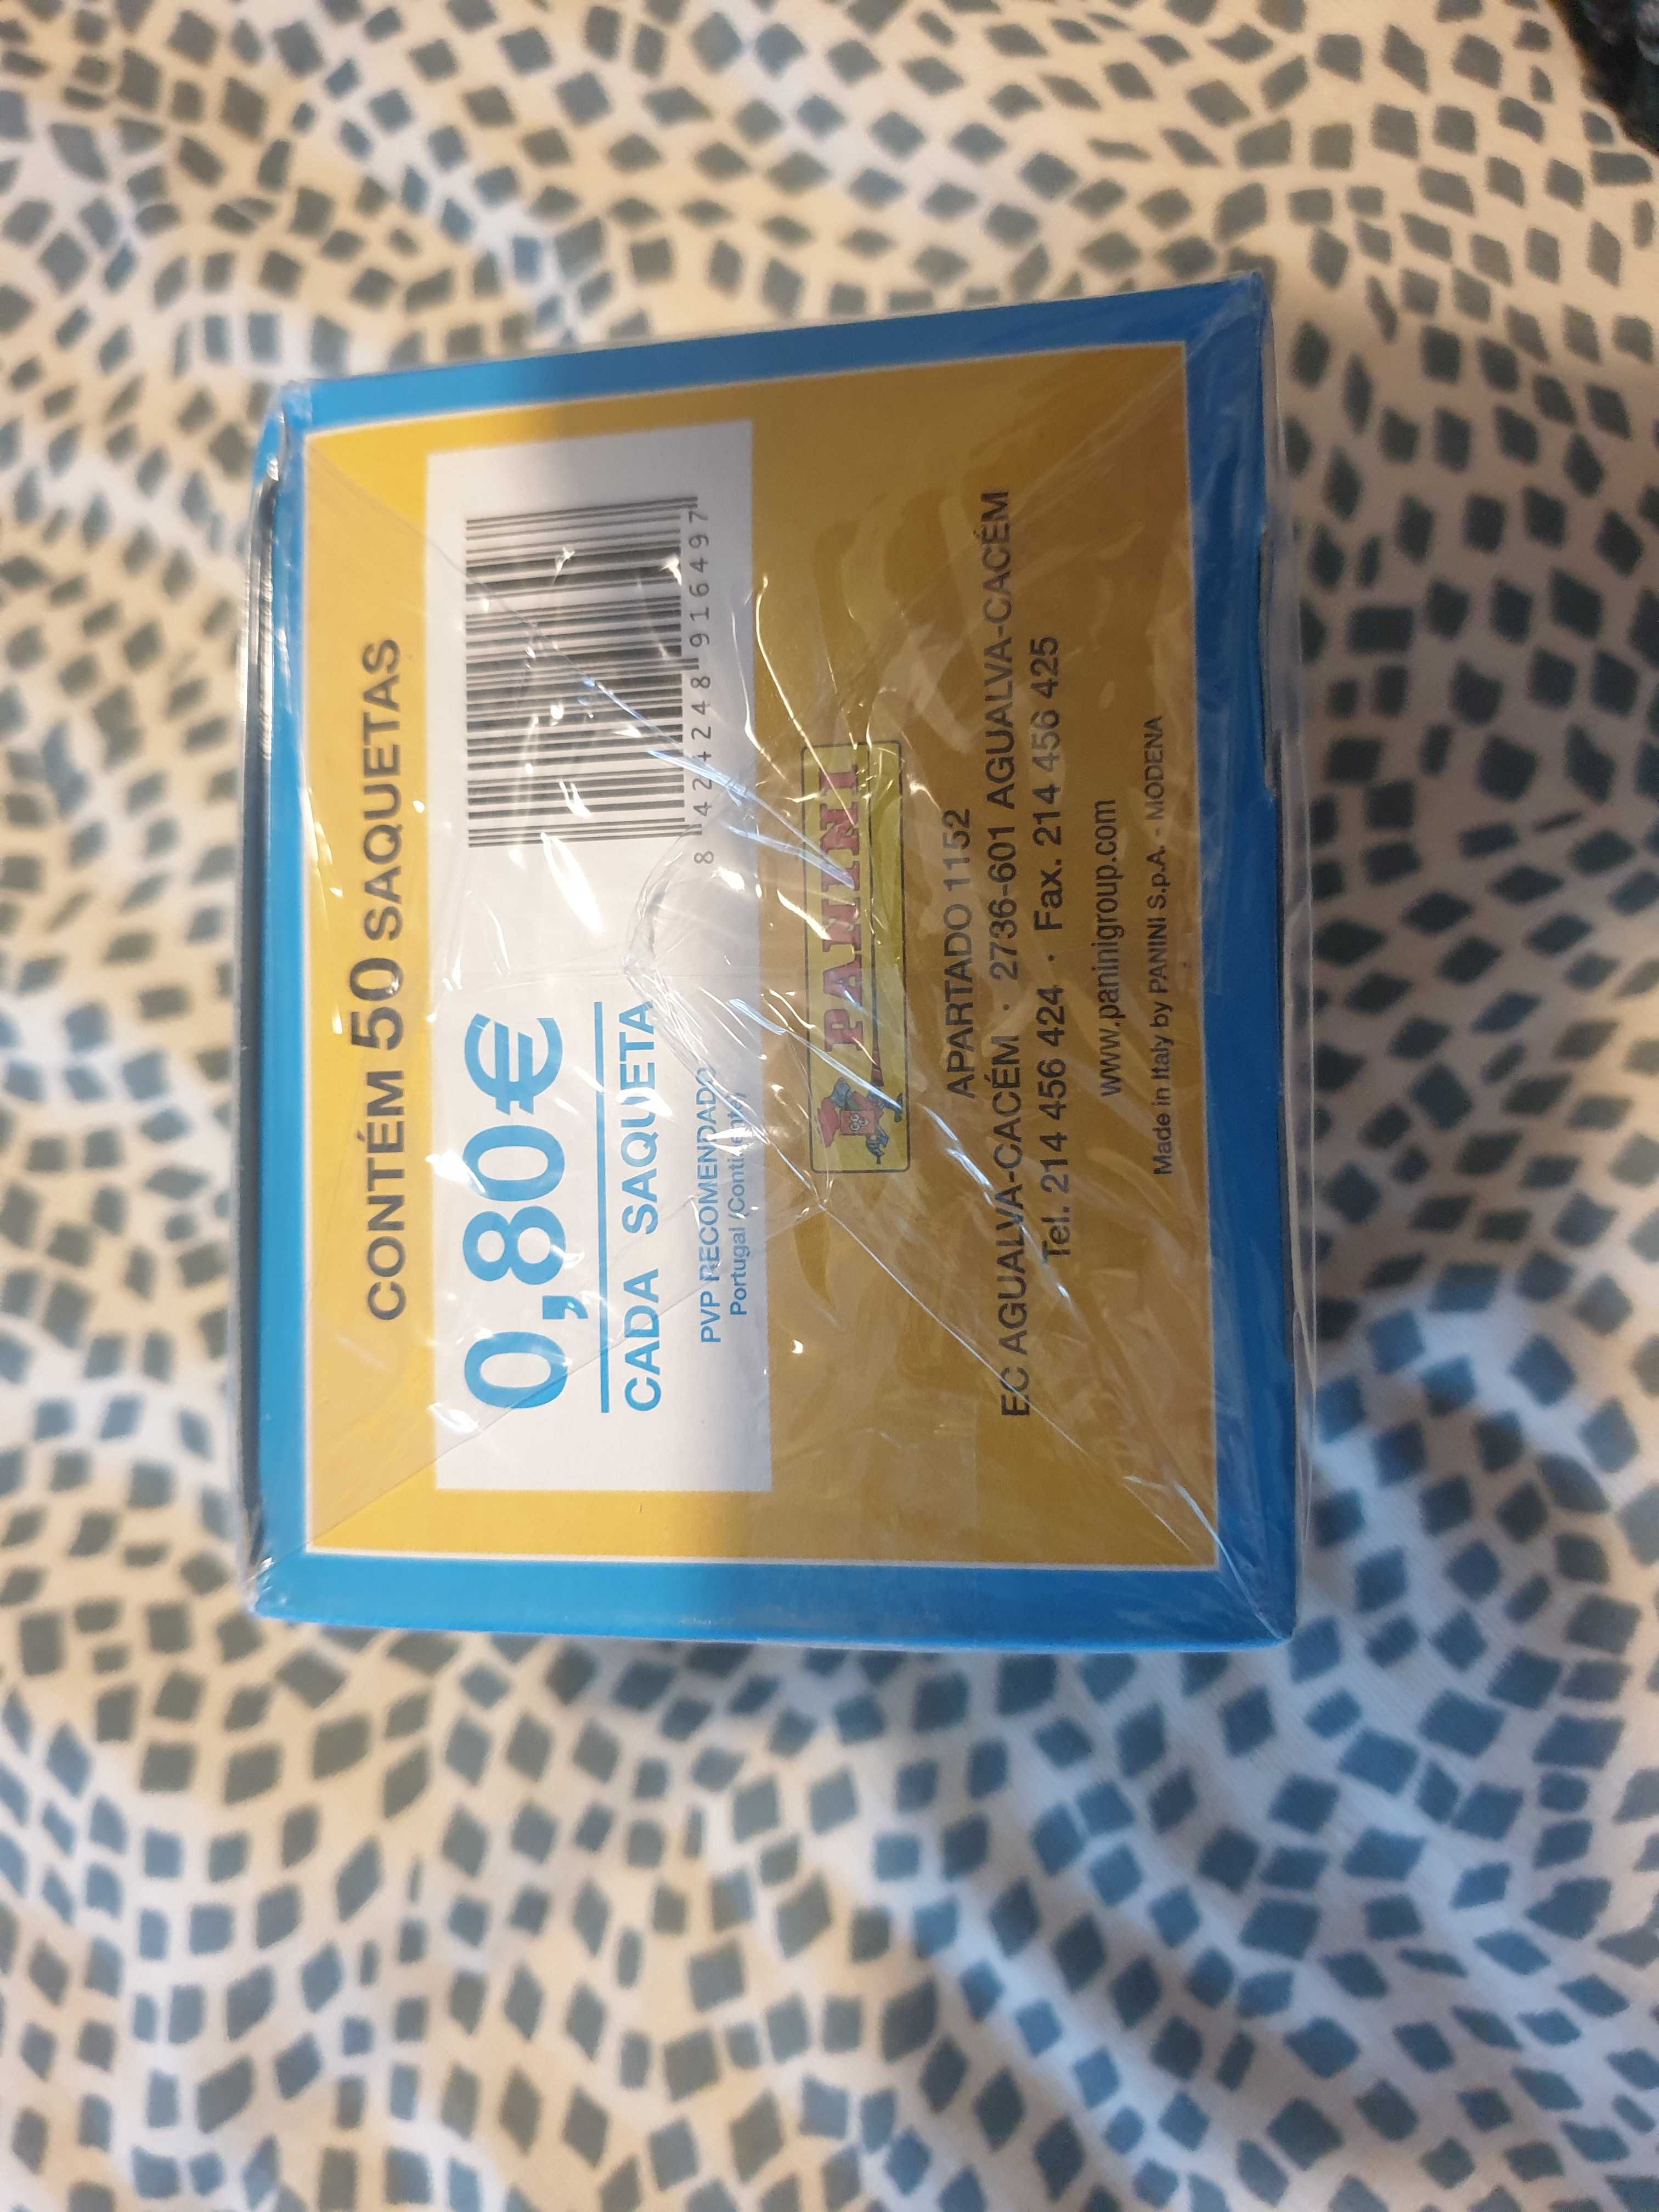 CONTÉM 50 SAQUETAS
0,80€
CADA SAQUETA
PVP RECOMENDADO
Portugal (Continente)
8 424248 916497
PANINI
APARTADO 1152
EC AGUALVA-CACÉM · 2736-601 AGUALVA-CACÉM
Tel. 214 456 424 · Fax. 214 456 425
www.paninigroup.com
Made in Italy by PANINI S.p.A. - MODENA